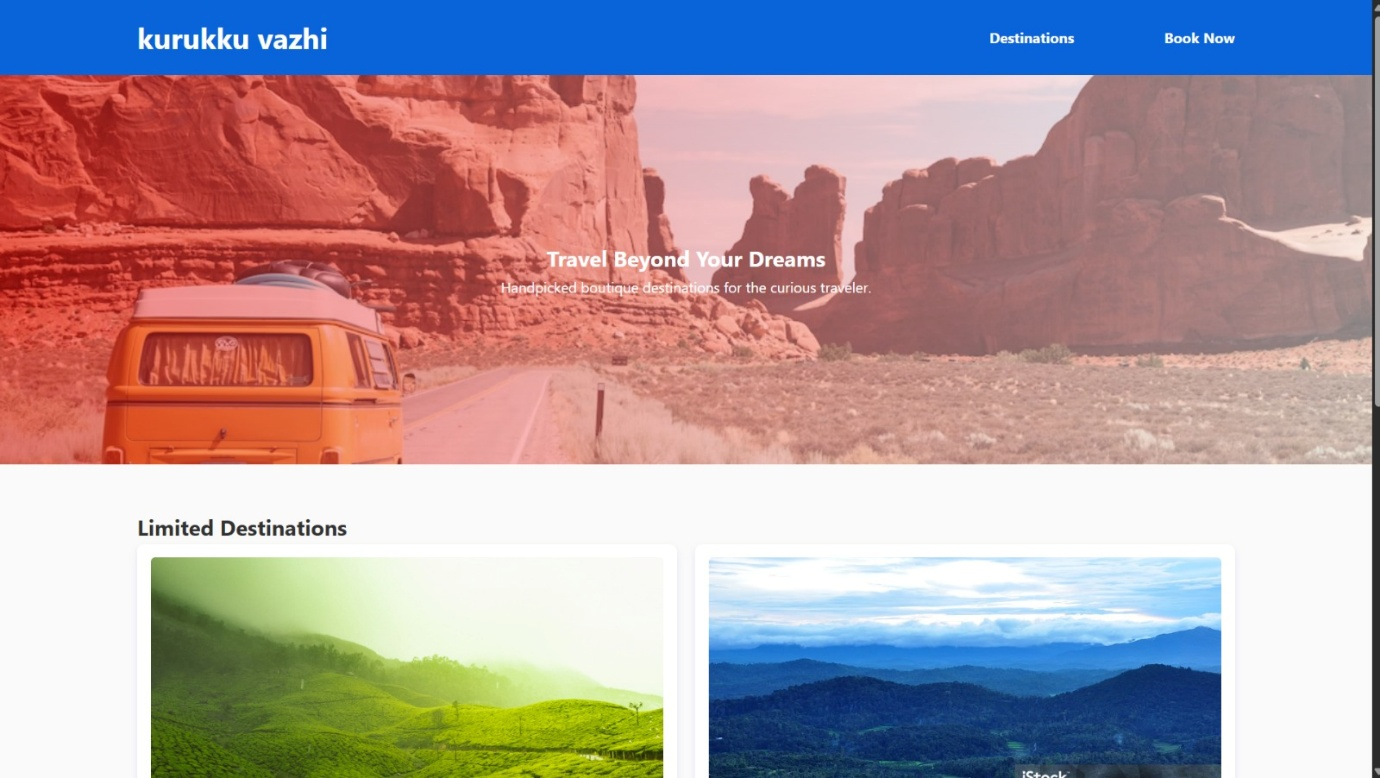 kurukku vazhi
Destinations
Book Now
Travel Beyond Your Dreams
Handpicked boutique destinations for the curious traveler.
Limited Destinations
iStock